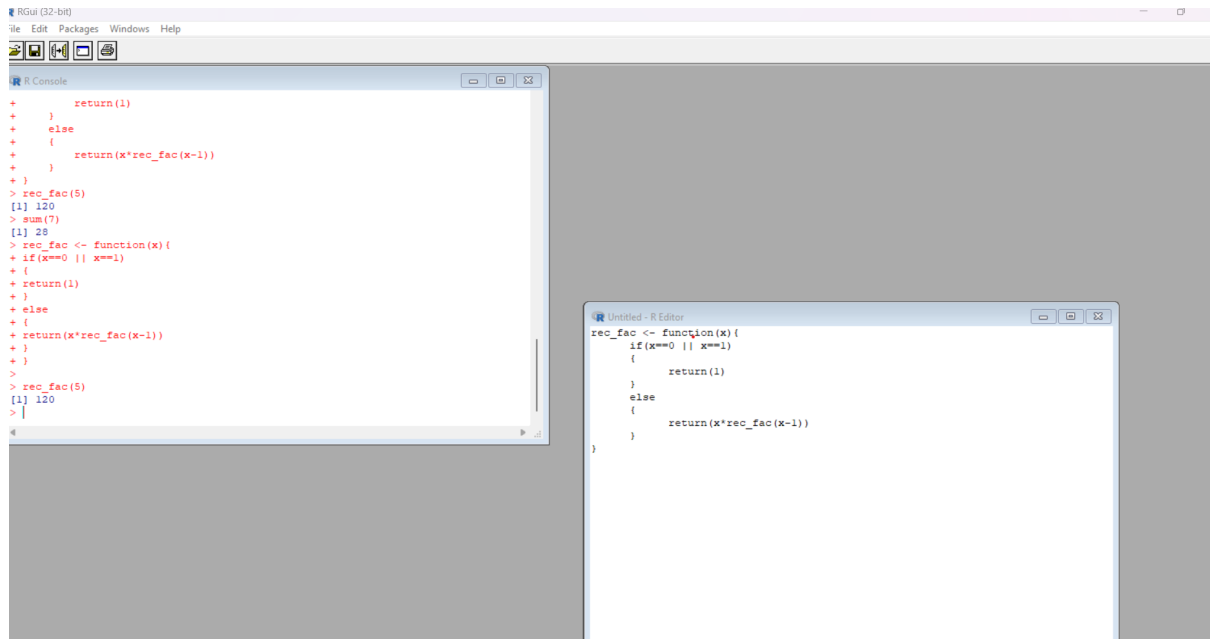 RGui (32-bit)
File Edit Packages Windows Help
R Console
+ return(1)
+ }
+ else
+ {
+ return(x*rec_fac(x-1))
+ }
+ }
> rec_fac(5)
[1] 120
> sum(7)
[1] 28
> rec_fac <- function(x){
+ if(x==0 || x==1)
+ {
+ return(1)
+ }
+ else
+ {
+ return(x*rec_fac(x-1))
+ }
+ }
>
> rec_fac(5)
[1] 120
>
Untitled - R Editor
rec_fac <- function(x){
if(x==0 || x==1)
{
return(1)
}
else
{
return(x*rec_fac(x-1))
}
}